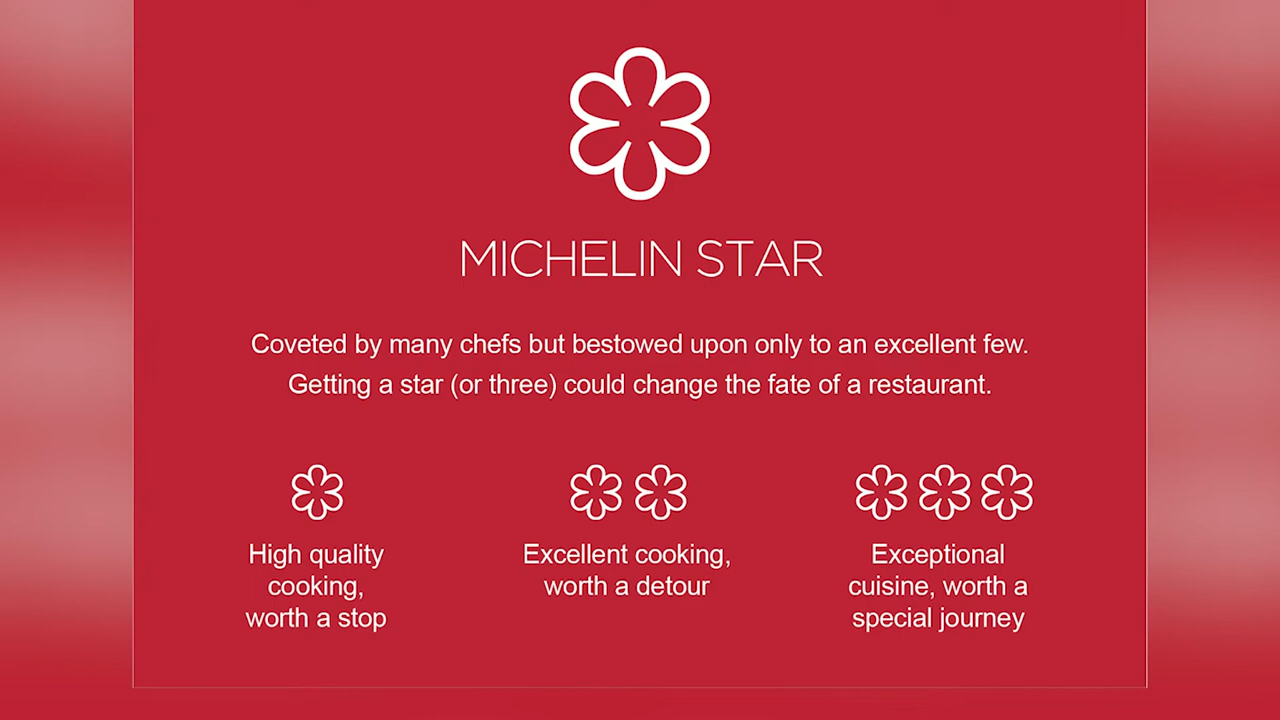 MICHELIN STAR
Coveted by many chefs but bestowed upon only to an excellent few.
Getting a star (or three) could change the fate of a restaurant.
High quality
cooking,
worth a stop
Excellent cooking,
worth a detour
Exceptional
cuisine, worth a
special journey